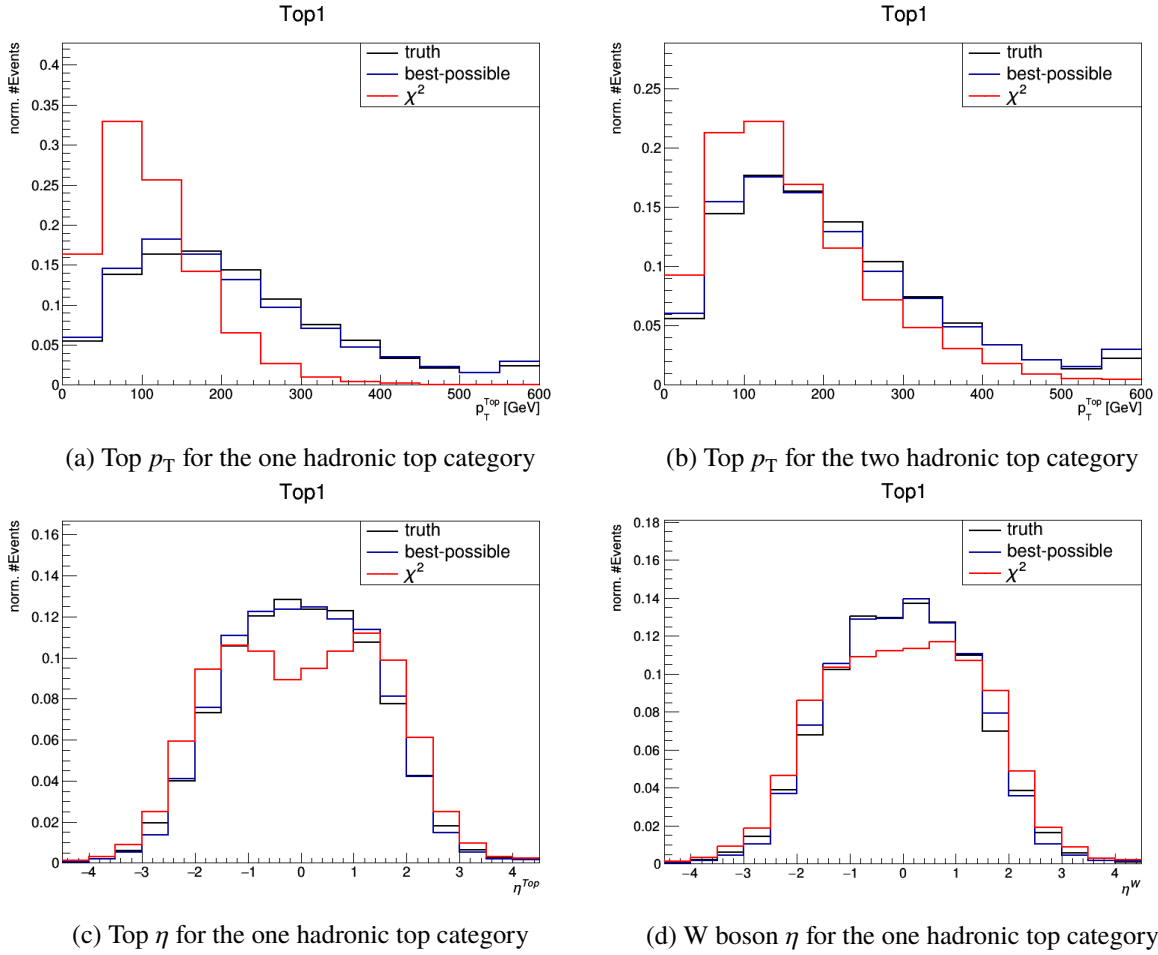 Top1
norm. #Events
0.4
0.35
0.3
0.25
0.2
0.15
0.1
0.05
0
truth
best-possible
χ²
0 100 200 300 400 500 600
p_T^Top [GeV]
(a) Top p_T for the one hadronic top category
Top1
norm. #Events
0.25
0.2
0.15
0.1
0.05
0
truth
best-possible
χ²
0 100 200 300 400 500 600
p_T^Top [GeV]
(b) Top p_T for the two hadronic top category
Top1
norm. #Events
0.16
0.14
0.12
0.1
0.08
0.06
0.04
0.02
0
truth
best-possible
χ²
−4 −3 −2 −1 0 1 2 3 4
η^Top
(c) Top η for the one hadronic top category
Top1
norm. #Events
0.18
0.16
0.14
0.12
0.1
0.08
0.06
0.04
0.02
0
truth
best-possible
χ²
−4 −3 −2 −1 0 1 2 3 4
η^W
(d) W boson η for the one hadronic top category